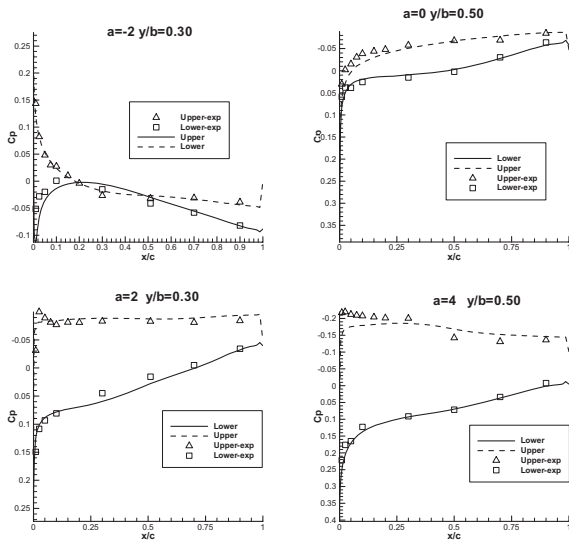 a=-2 y/b=0.30
0.25
0.2
0.15
0.1
0.05
0
-0.05
-0.1
Cp
Upper-exp
Lower-exp
Upper
Lower
0 0.1 0.2 0.3 0.4 0.5 0.6 0.7 0.8 0.9 1
x/c
a=0 y/b=0.50
-0.05
0
0.05
0.1
0.15
0.2
0.25
0.3
0.35
Cp
Lower
Upper
Upper-exp
Lower-exp
0 0.25 0.5 0.75 1
x/c
a=2 y/b=0.30
-0.05
0
0.05
0.1
0.15
0.2
0.25
Cp
Lower
Upper
Upper-exp
Lower-exp
0 0.25 0.5 0.75 1
x/c
a=4 y/b=0.50
-0.2
-0.15
-0.1
-0.05
0
0.05
0.1
0.15
0.2
0.25
0.3
0.35
0.4
Cp
Lower
Upper
Upper-exp
Lower-exp
0 0.25 0.5 0.75 1
x/c